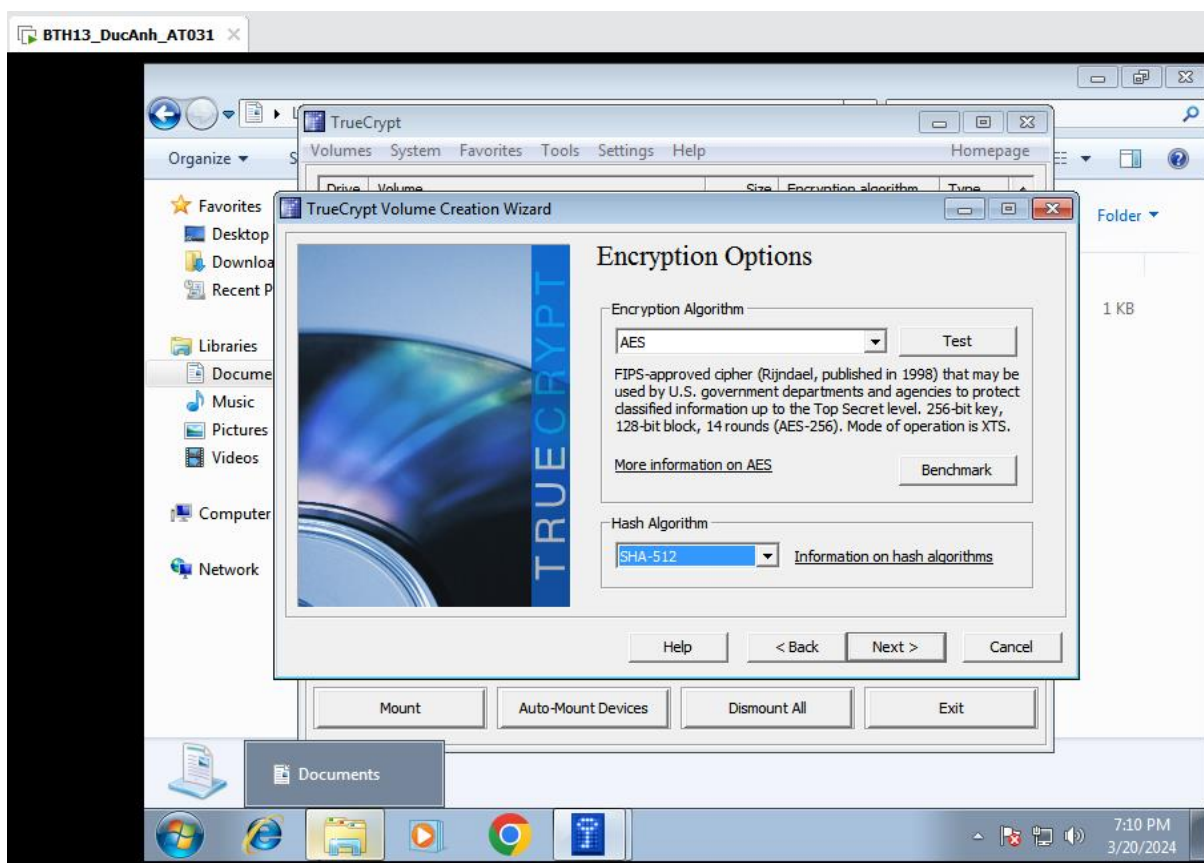 BTH13_DucAnh_AT031
TrueCrypt
Organize
Volumes System Favorites Tools Settings Help Homepage
Drive Volume Size Encryption algorithm Type
Favorites
TrueCrypt Volume Creation Wizard
Folder
Desktop
Downloa
Recent P
Encryption Options
1 KB
Encryption Algorithm
AES
Test
Libraries
Docume
Music
Pictures
Videos
FIPS-approved cipher (Rijndael, published in 1998) that may be
used by U.S. government departments and agencies to protect
classified information up to the Top Secret level. 256-bit key,
128-bit block, 14 rounds (AES-256). Mode of operation is XTS.
More information on AES
Benchmark
TRUECRYPT
Computer
Hash Algorithm
SHA-512
Information on hash algorithms
Network
Help
< Back
Next >
Cancel
Mount
Auto-Mount Devices
Dismount All
Exit
Documents
7:10 PM
3/20/2024